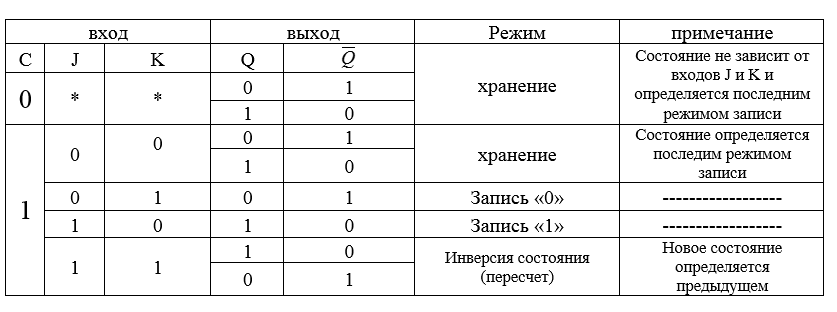 вход выход Режим примечание
C J K Q Q̅ хранение Состояние не зависит от
входов J и K и
определяется последним
режимом записи
0 * * 0 1
1 0
1 0 0 0 1 хранение Состояние определяется
последим режимом
записи
1 0
0 1 0 1 Запись «0» ------------------
1 0 1 0 Запись «1» ------------------
1 1 1 0 Инверсия состояния
(пересчет) Новое состояние
определяется
предыдущем
0 1